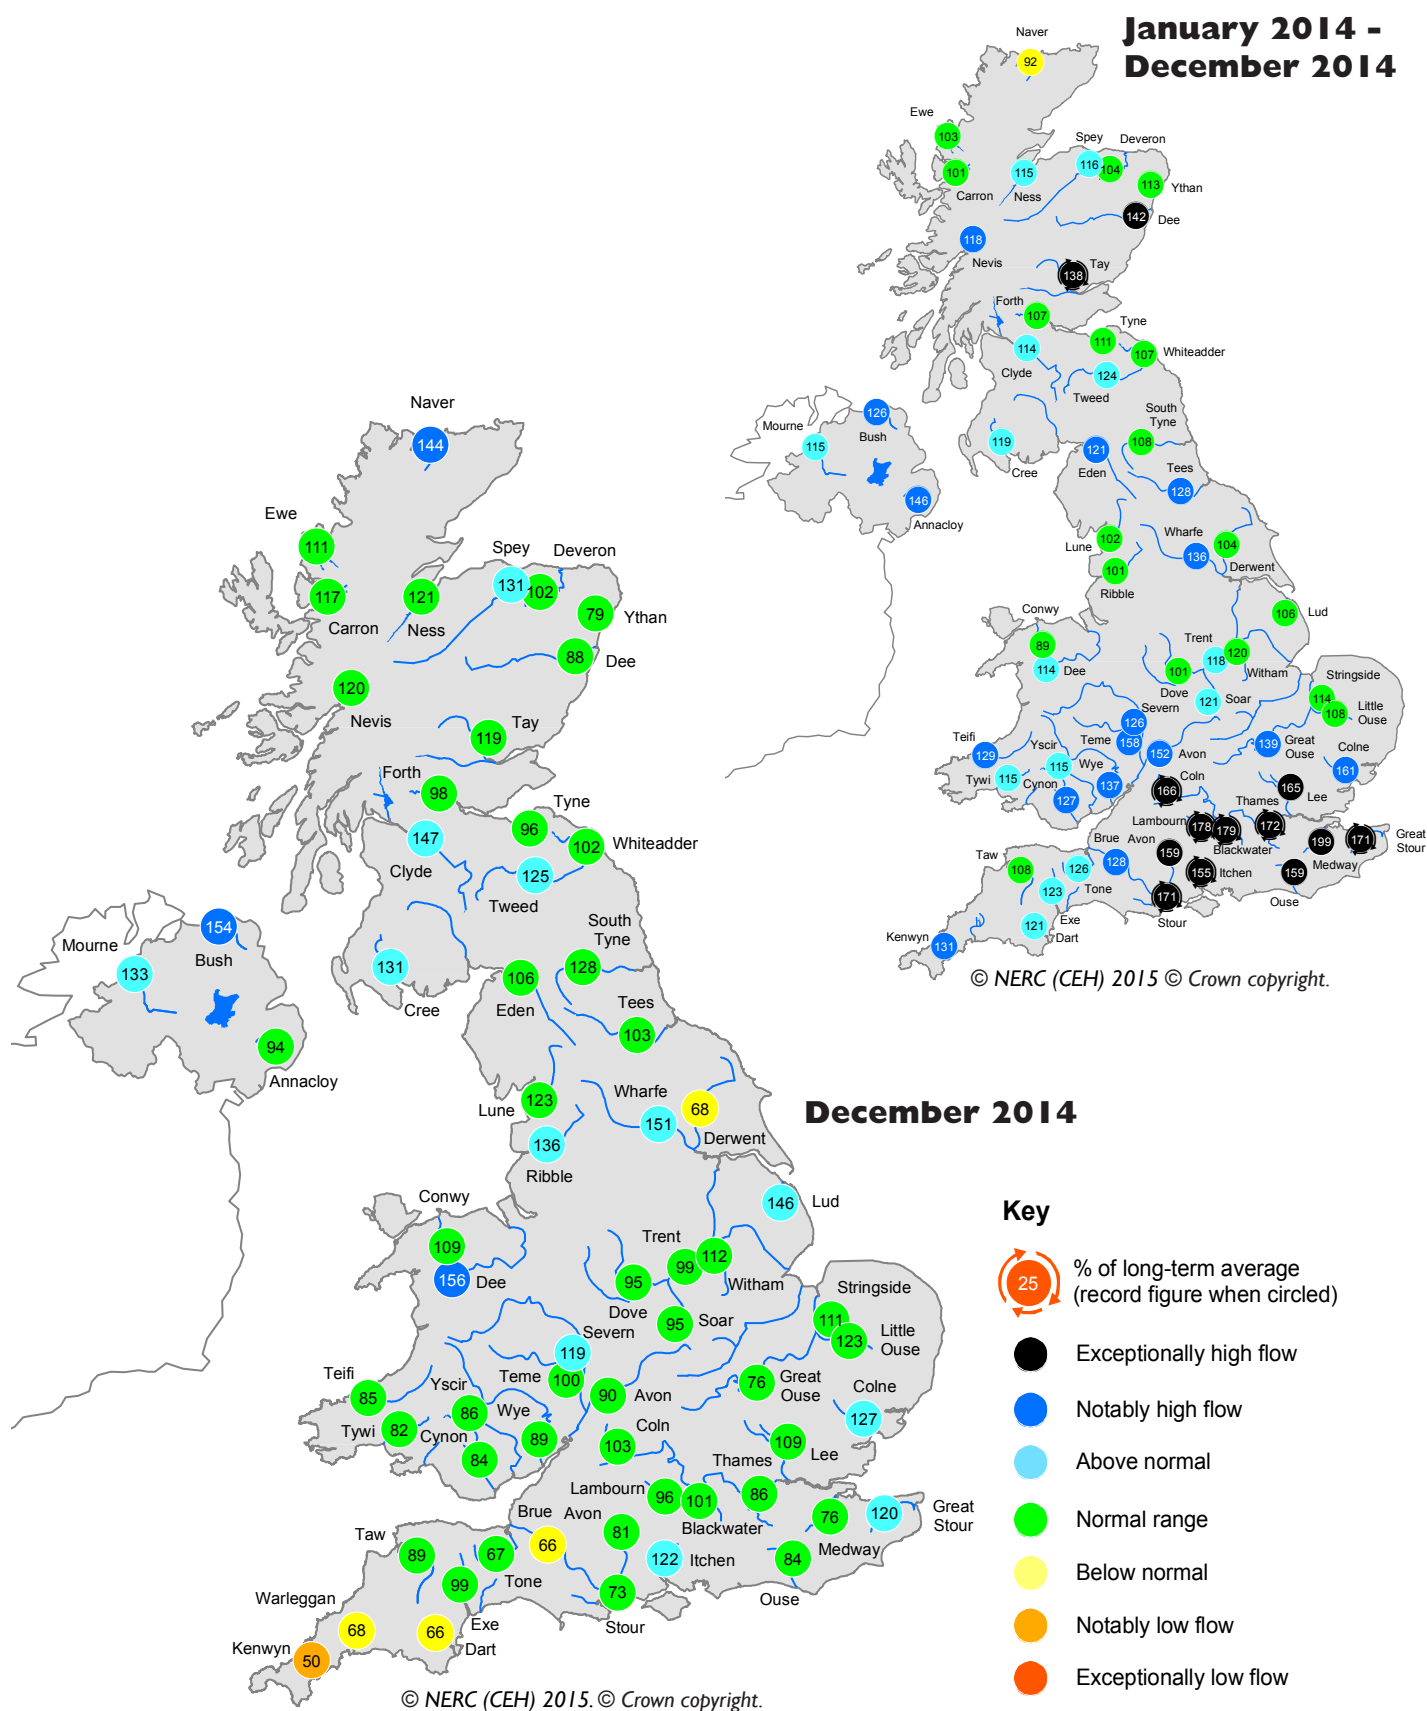 January 2014 -
December 2014
Naver
92
Ewe
103
Spey
Deveron
116
104
101
115
113
Ythan
Carron
Ness
142
Dee
118
Nevis
Tay
138
Forth
107
Tyne
111
114
107
Whiteadder
Clyde
124
Tweed
126
South
Tyne
Mourne
Bush
115
119
121
108
Cree
Eden
Tees
128
146
Annacloy
Wharfe
102
Lune
136
104
Derwent
101
Ribble
Conwy
106
Lud
89
Trent
120
114
Dee
118
101
Witham
Stringside
Dove
114
121
Soar
108
Little
Ouse
Severn
126
Teme
158
139
Great
Ouse
Teifi
129
Yscir
152
Avon
Colne
115
Wye
161
Tywi
115
Cynon
137
Coln
166
165
127
Lee
Thames
Lambourn
178
179
172
Blackwater
199
171
Great
Stour
Medway
Brue
Avon
128
159
Taw
108
126
155
Itchen
159
Ouse
123
Tone
171
Stour
Exe
121
Dart
Kenwyn
131
© NERC (CEH) 2015 © Crown copyright.
Naver
144
Ewe
111
Spey
Deveron
131
102
117
121
79
Ythan
Carron
Ness
88
Dee
120
Nevis
Tay
119
Forth
98
Tyne
96
147
102
Whiteadder
Clyde
125
Tweed
154
Bush
South
Tyne
Mourne
133
131
106
128
Cree
Eden
Tees
103
94
Annacloy
Wharfe
123
Lune
151
68
Derwent
136
Ribble
December 2014
Conwy
146
Lud
109
Trent
112
156
Dee
99
95
Witham
Stringside
Dove
95
Soar
111
123
Little
Ouse
Severn
119
Teme
100
76
Great
Ouse
Teifi
85
Yscir
90
Avon
Colne
86
Wye
127
Tywi
82
Cynon
89
Coln
103
109
Lee
84
Thames
Lambourn
96
101
86
Blackwater
76
120
Great
Stour
Medway
Brue
Avon
66
81
Taw
89
67
122
Itchen
84
Ouse
99
Tone
73
Stour
Warleggan
Exe
68
66
Dart
Kenwyn
50
© NERC (CEH) 2015. © Crown copyright.
Key
25
% of long-term average
(record figure when circled)
Exceptionally high flow
Notably high flow
Above normal
Normal range
Below normal
Notably low flow
Exceptionally low flow